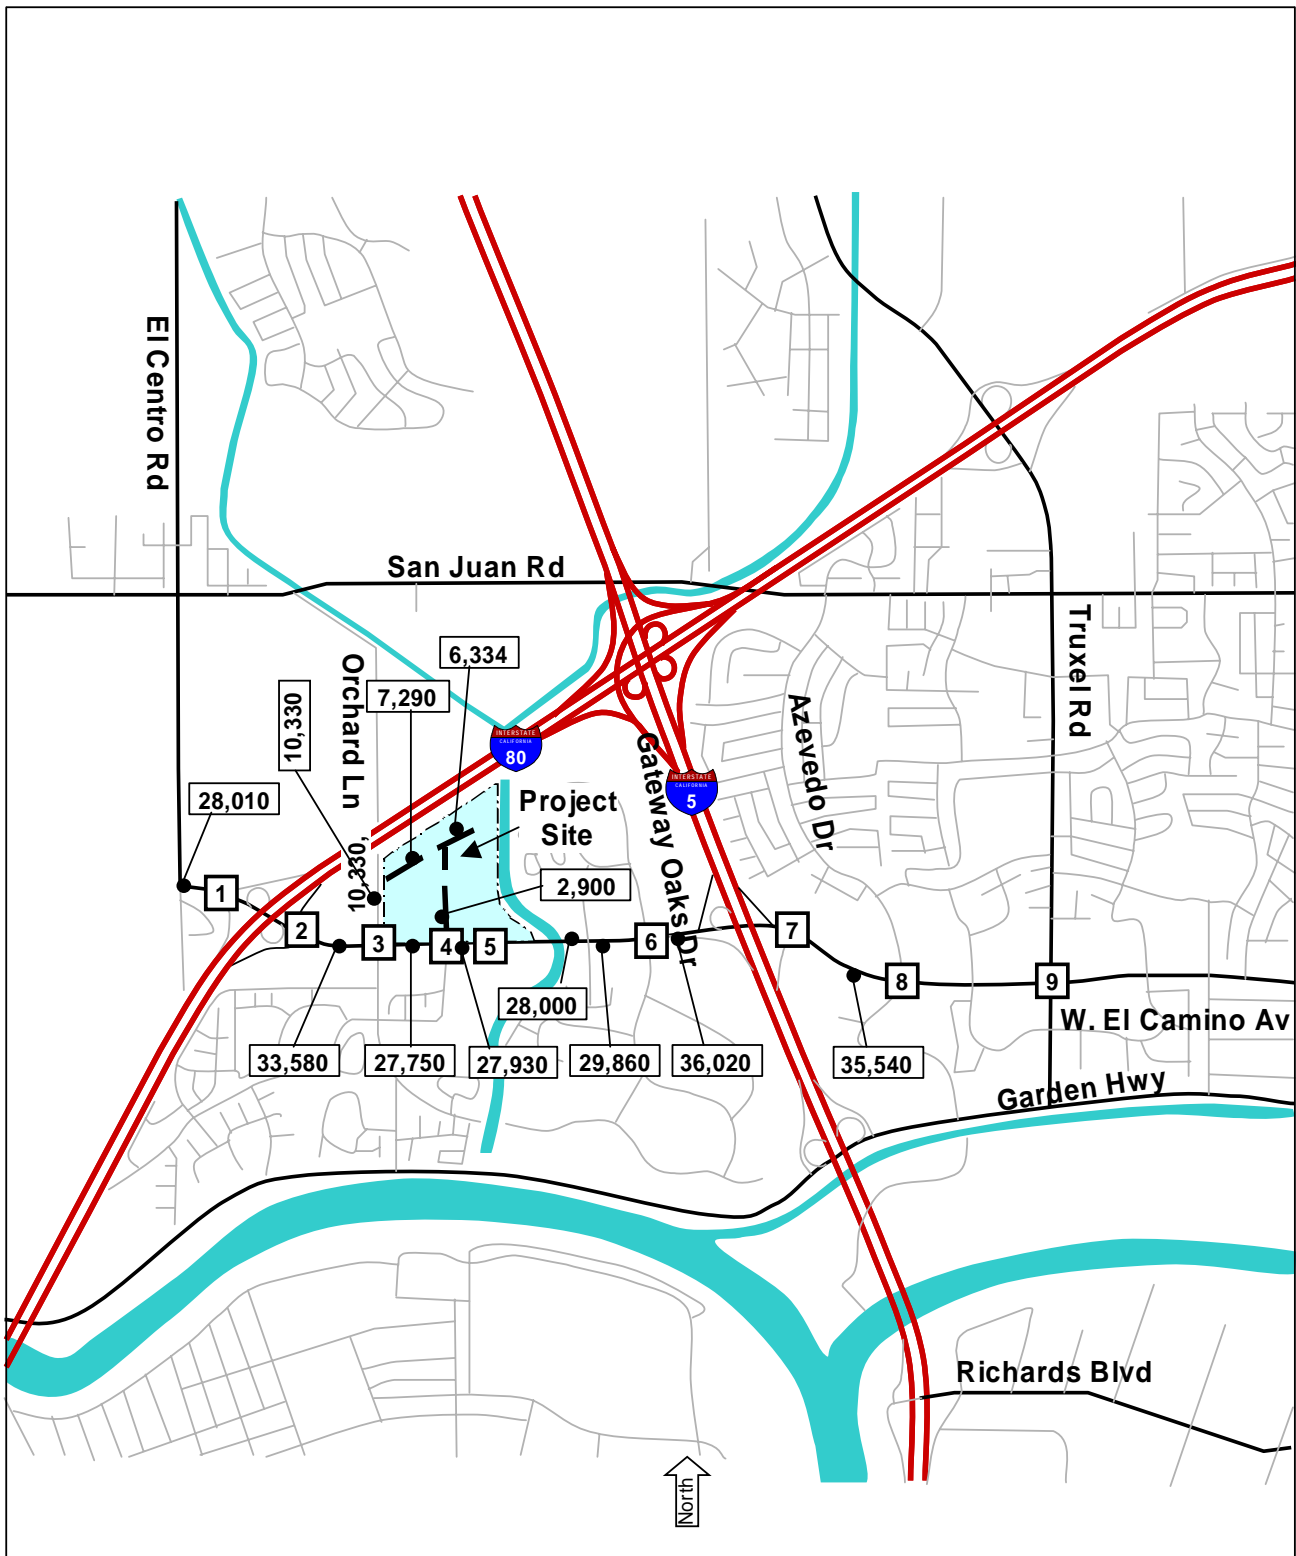 El Centro Rd
San Juan Rd
6,334
Orchard Ln
7,290
10,330
Truxel Rd
Azevedo Dr
Gateway Oaks Dr
INTERSTATE
CALIFORNIA
80
INTERSTATE
CALIFORNIA
5
28,010
Project
Site
10,330,
2,900
1
2
3
4
5
6
7
8
9
28,000
W. El Camino Av
33,580
27,750
27,930
29,860
36,020
35,540
Garden Hwy
Richards Blvd
North